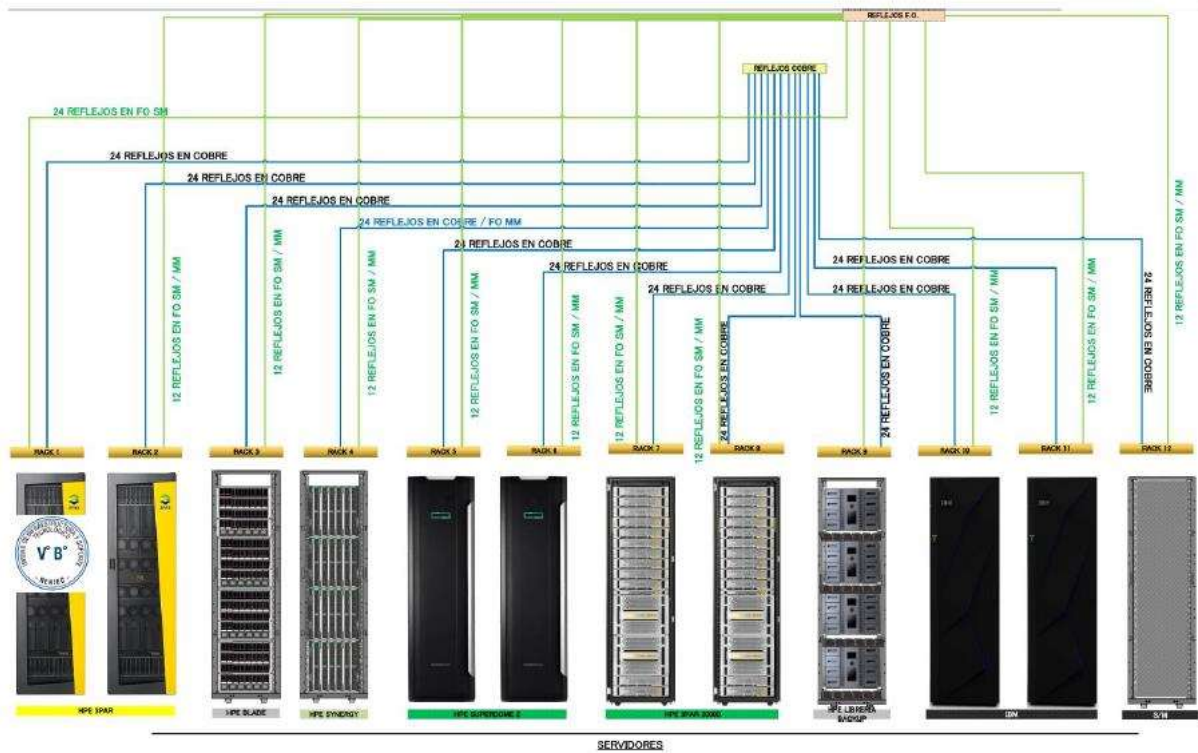 REFLEJOS F.O.
REFLEJOS COBRE
24 REFLEJOS EN FO SM
24 REFLEJOS EN COBRE
24 REFLEJOS EN COBRE
24 REFLEJOS EN COBRE
24 REFLEJOS EN COBRE / FO MM
24 REFLEJOS EN COBRE
24 REFLEJOS EN COBRE
24 REFLEJOS EN COBRE
24 REFLEJOS EN COBRE
12 REFLEJOS EN FO SM / MM
12 REFLEJOS EN FO SM / MM
12 REFLEJOS EN FO SM / MM
12 REFLEJOS EN FO SM / MM
12 REFLEJOS EN FO SM / MM
12 REFLEJOS EN FO SM / MM
12 REFLEJOS EN FO SM / MM
24 REFLEJOS EN COBRE
24 REFLEJOS EN COBRE
12 REFLEJOS EN FO SM / MM
12 REFLEJOS EN FO SM / MM
24 REFLEJOS EN COBRE
12 REFLEJOS EN FO SM / MM
RACK 1
RACK 2
RACK 3
RACK 4
RACK 5
RACK 6
RACK 7
RACK 8
RACK 9
RACK 10
RACK 11
RACK 12
V° B°
HPE 3PAR
HPE BLADE
HPE SYNERGY
HPE SUPERDOME 2
HPE 3PAR 20000
HPE LIBRERIA
BACKUP
IBM
S/N
SERVIDORES